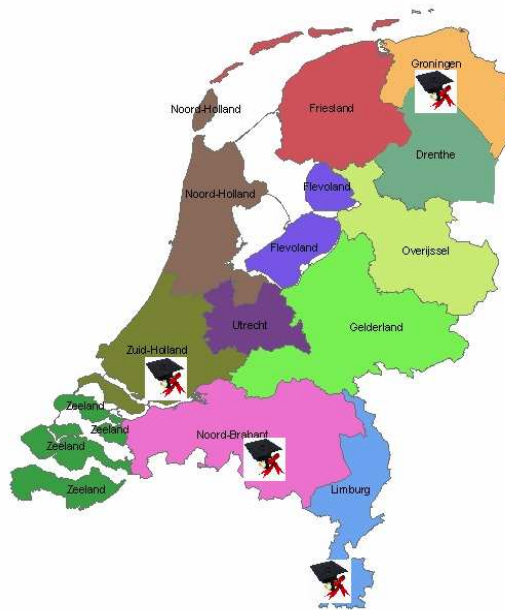 Groningen
Noord-Holland
Friesland
Drenthe
Flevoland
Noord-Holland
Flevoland
Overijssel
Utrecht
Gelderland
Zuid-Holland
Zeeland
Zeeland
Noord-Brabant
Zeeland
Zeeland
Limburg